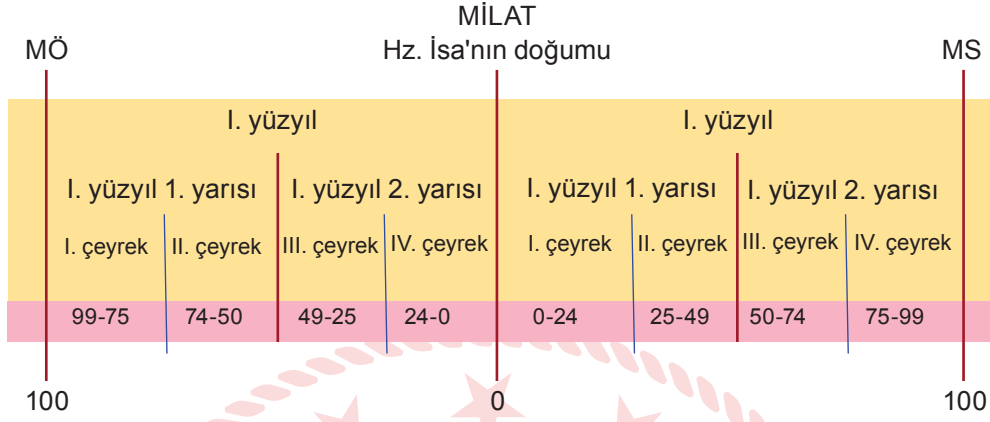 MİLAT
MÖ Hz. İsa'nın doğumu MS
I. yüzyıl I. yüzyıl
I. yüzyıl 1. yarısı I. yüzyıl 2. yarısı I. yüzyıl 1. yarısı I. yüzyıl 2. yarısı
I. çeyrek II. çeyrek III. çeyrek IV. çeyrek I. çeyrek II. çeyrek III. çeyrek IV. çeyrek
99-75 74-50 49-25 24-0 0-24 25-49 50-74 75-99
100 0 100